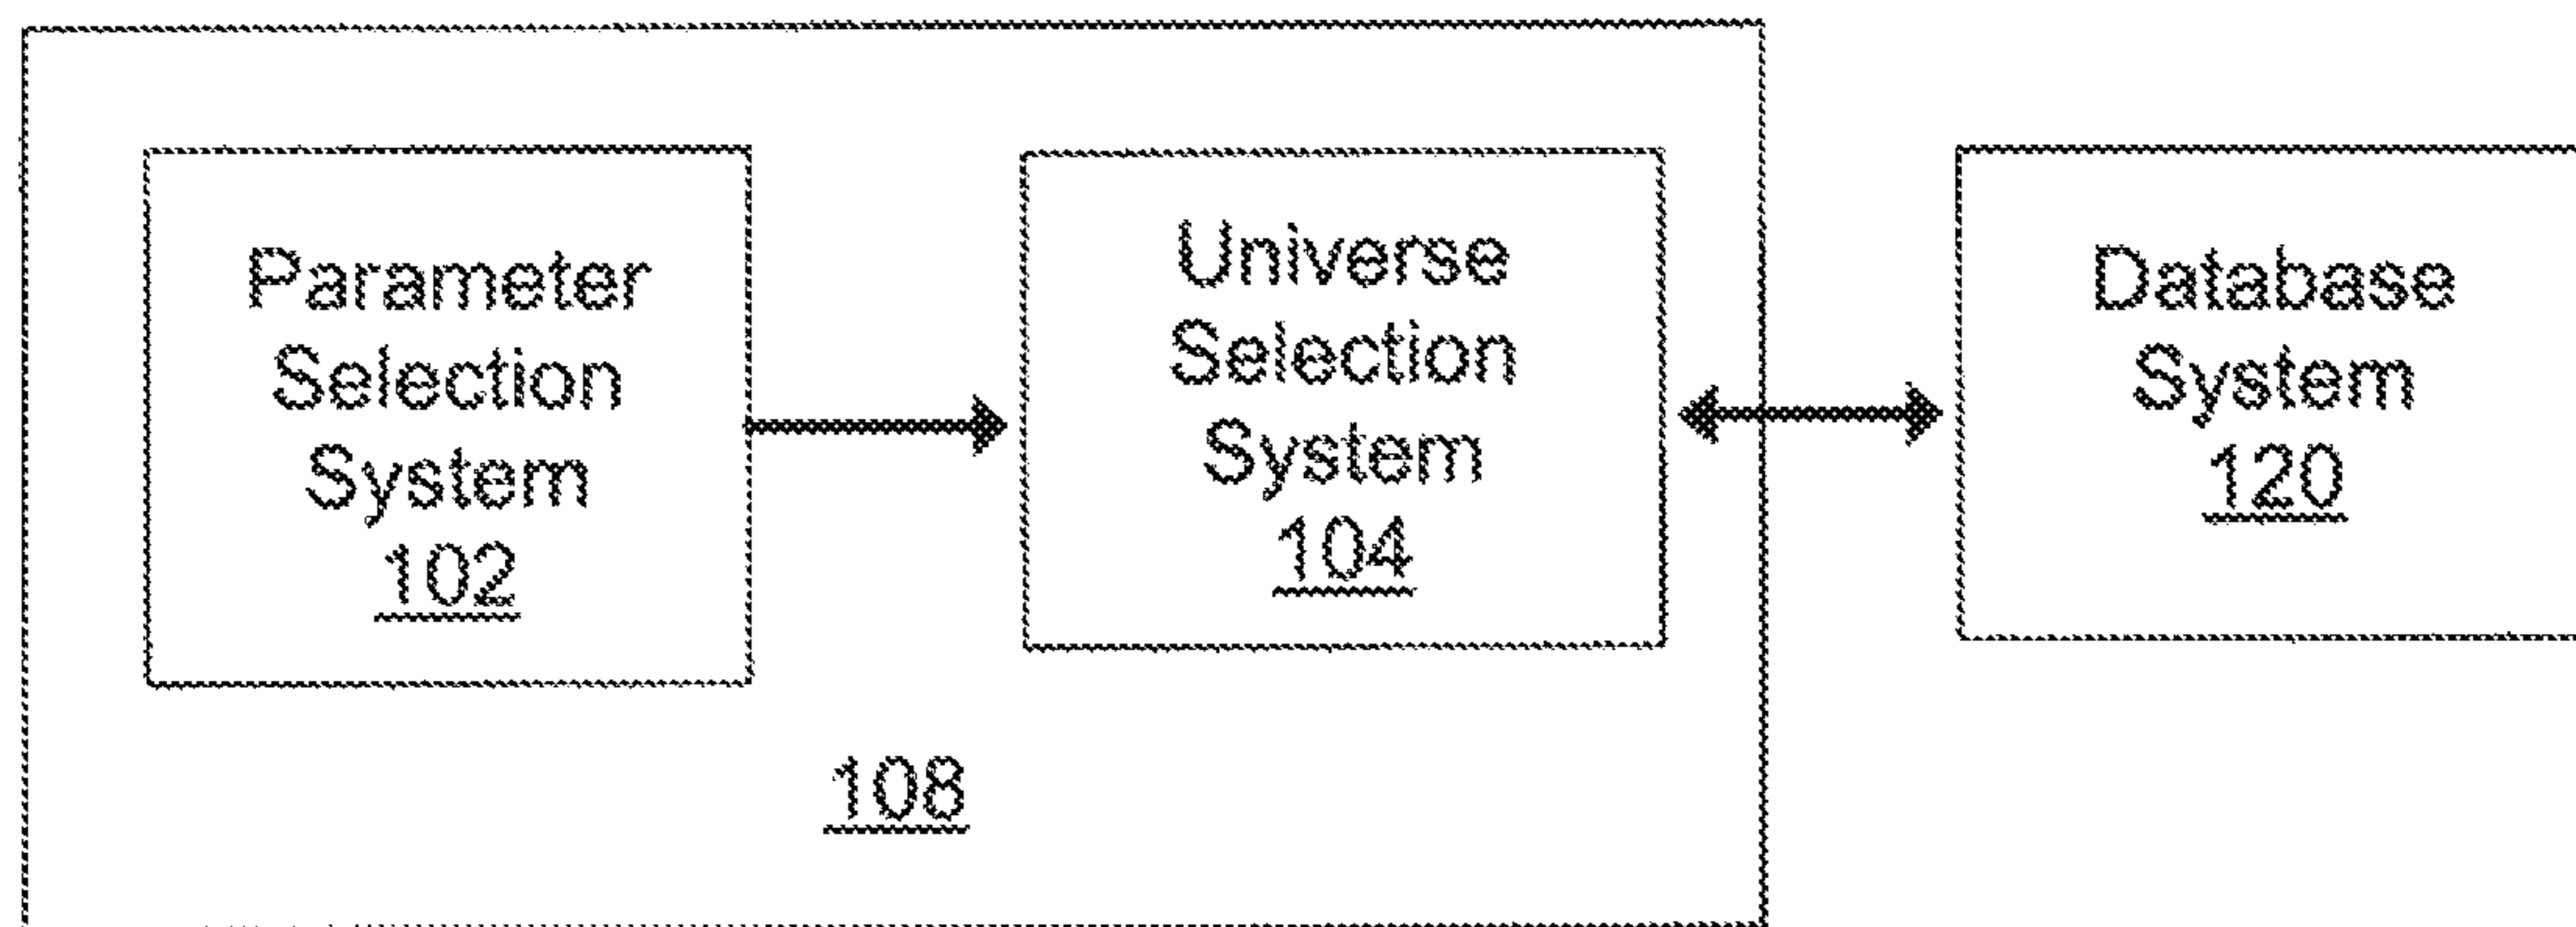 Parameter
Selection
System
102
Universe
Selection
System
104
Database
System
120
108